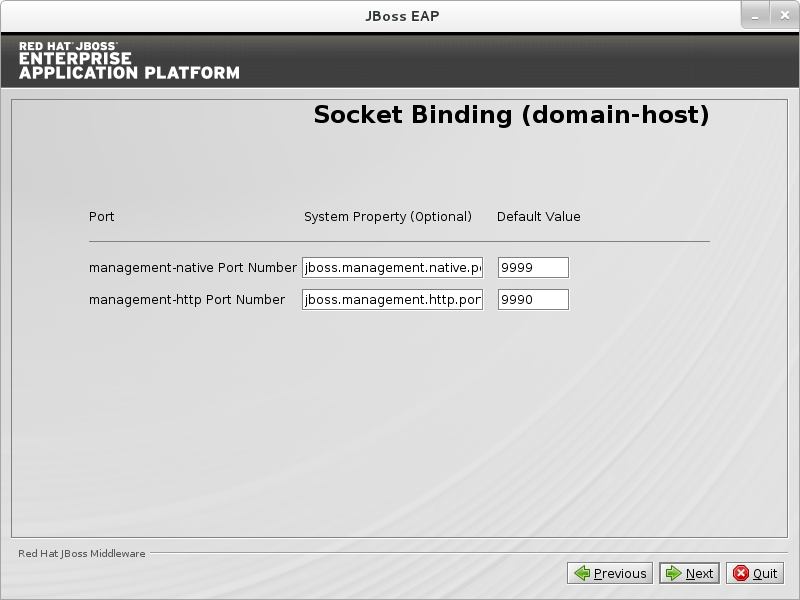 JBoss EAP
RED HAT® JBOSS®
ENTERPRISE
APPLICATION PLATFORM
Socket Binding (domain-host)
Port System Property (Optional) Default Value
management-native Port Number jboss.management.native.po 9999
management-http Port Number jboss.management.http.por 9990
Red Hat JBoss Middleware
Previous Next Quit